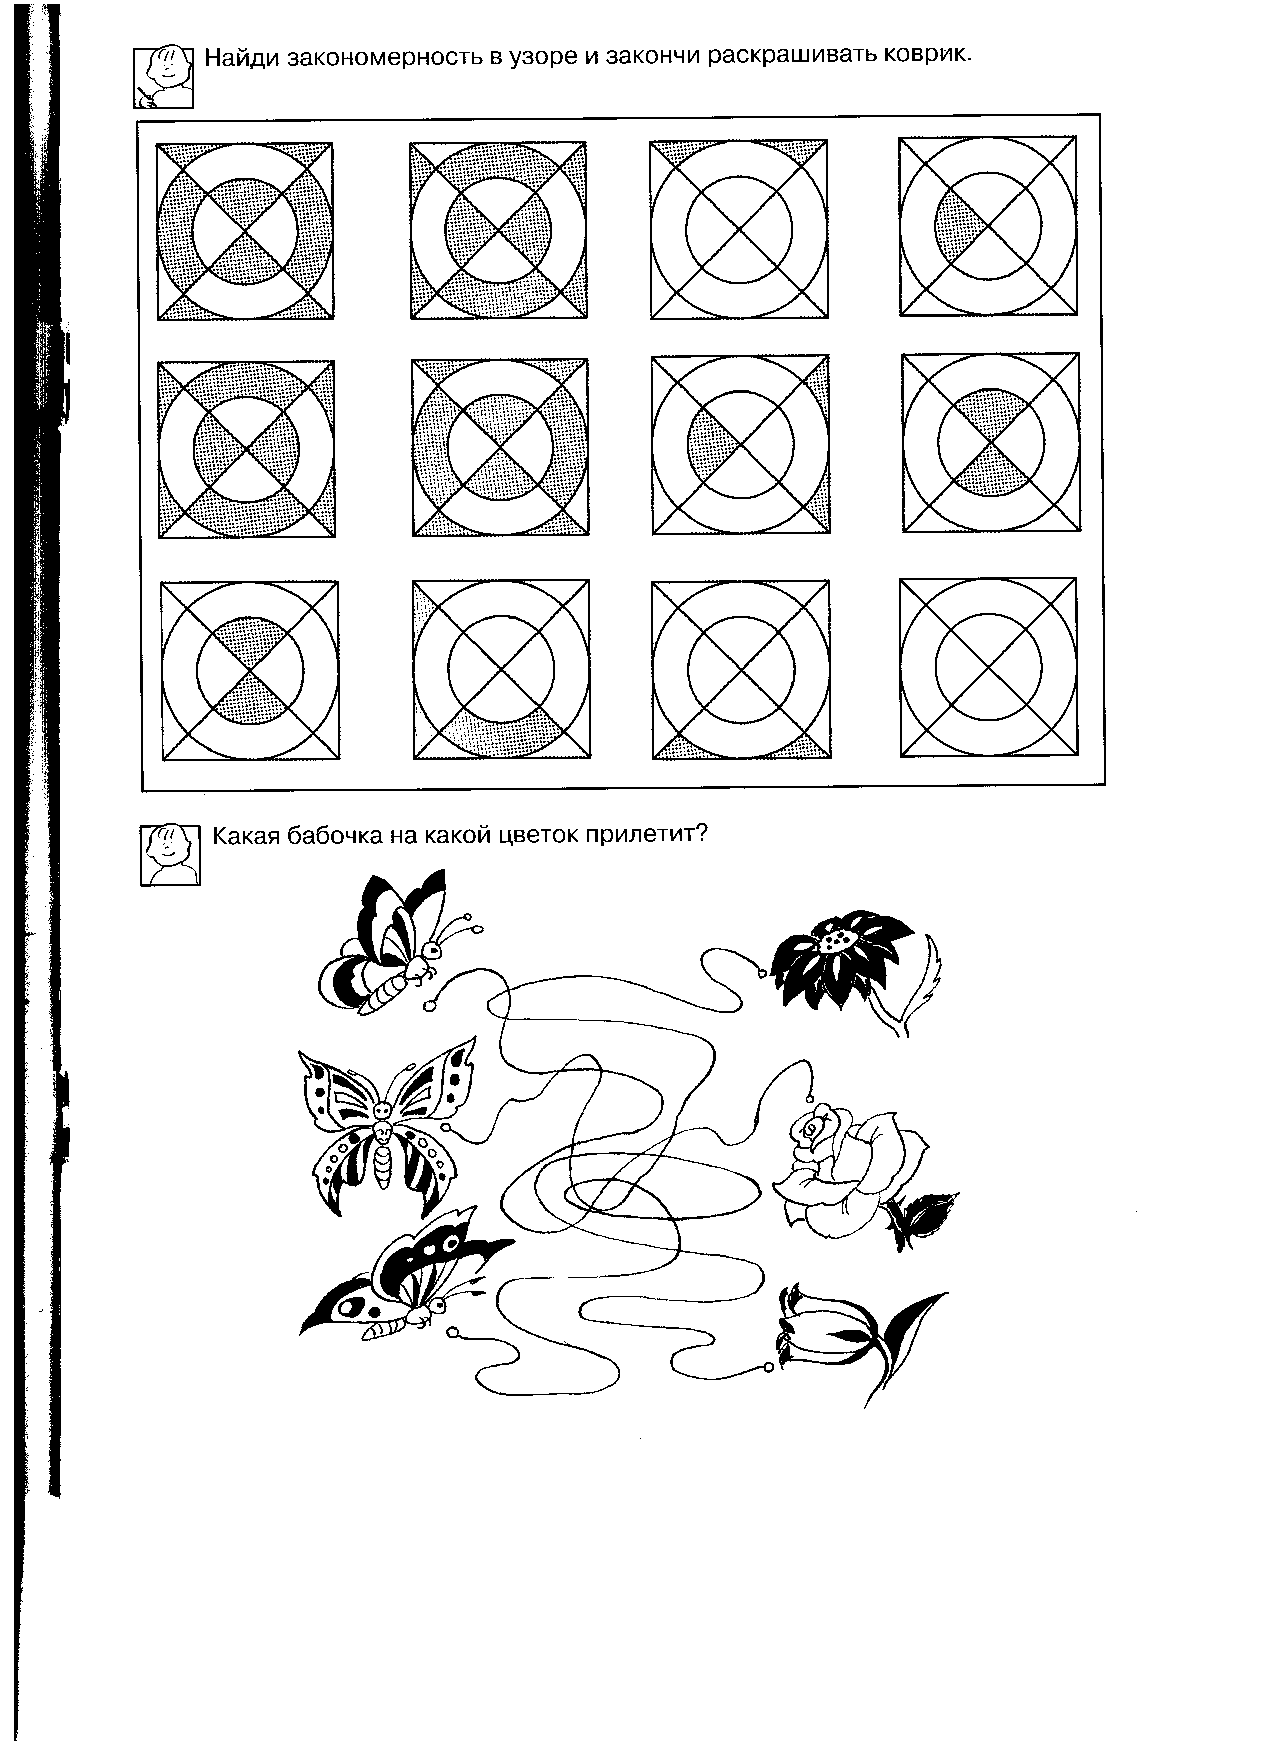 Найди закономерность в узоре и закончи раскрашивать коврик.
Какая бабочка на какой цветок прилетит?